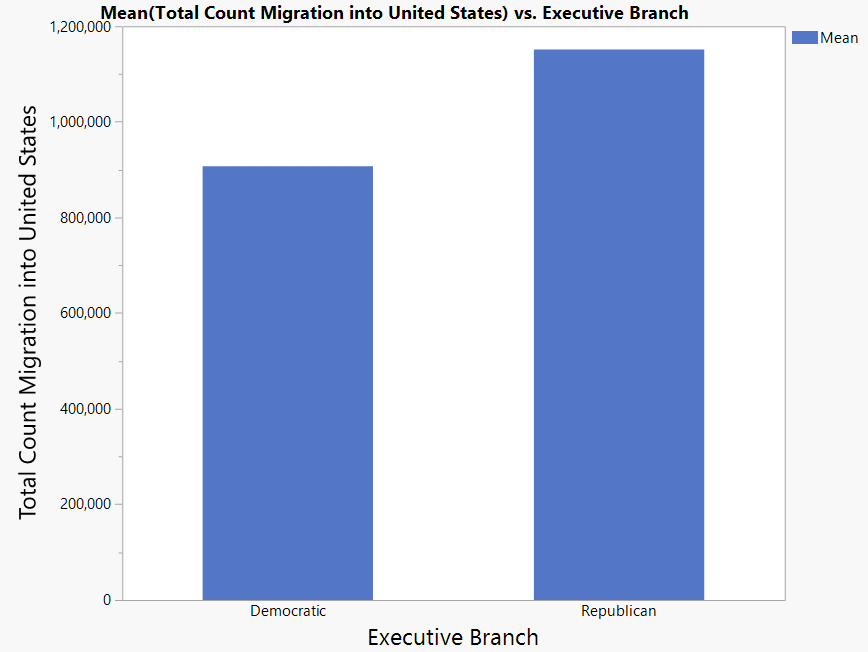 Mean(Total Count Migration into United States) vs. Executive Branch
Mean
Total Count Migration into United States
1,200,000
1,000,000
800,000
600,000
400,000
200,000
0
Democratic
Republican
Executive Branch